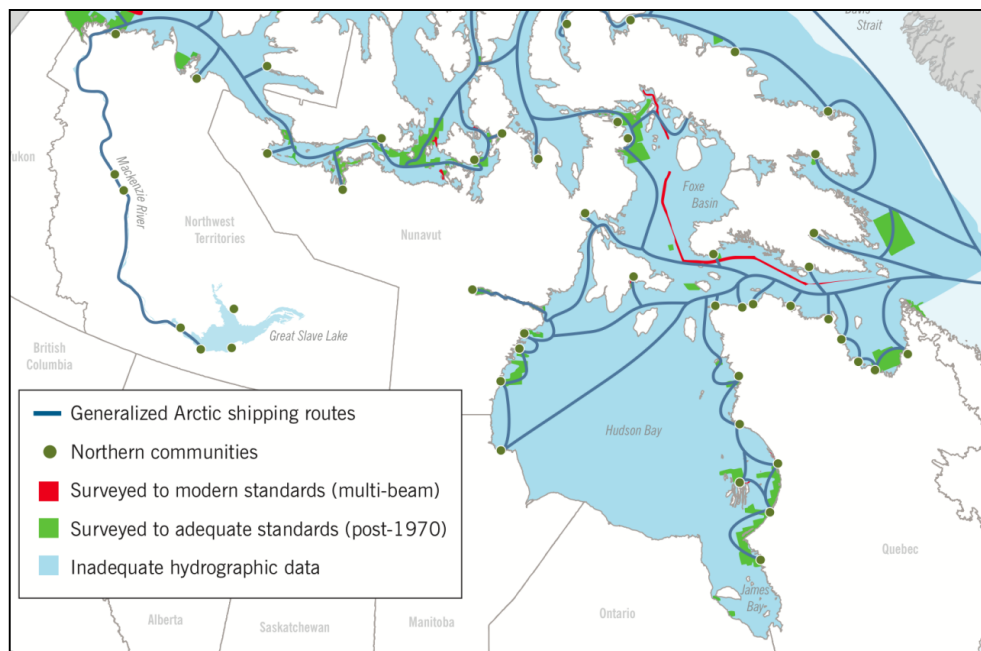 Davis
Strait
Yukon
Mackenzie River
Northwest
Territories
Nunavut
Foxe
Basin
Great Slave Lake
British
Columbia
Generalized Arctic shipping routes
Northern communities
Surveyed to modern standards (multi-beam)
Surveyed to adequate standards (post-1970)
Inadequate hydrographic data
Hudson Bay
Quebec
James
Bay
Alberta
Saskatchewan
Manitoba
Ontario